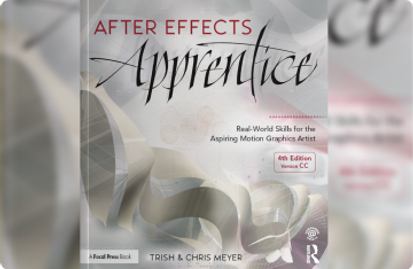 AFTER EFFECTS
Apprentice
Real-World Skills for the
Aspiring Motion Graphics Artist
4th Edition
Version CC
A Focal Press Book
TRISH & CHRIS MEYER
R